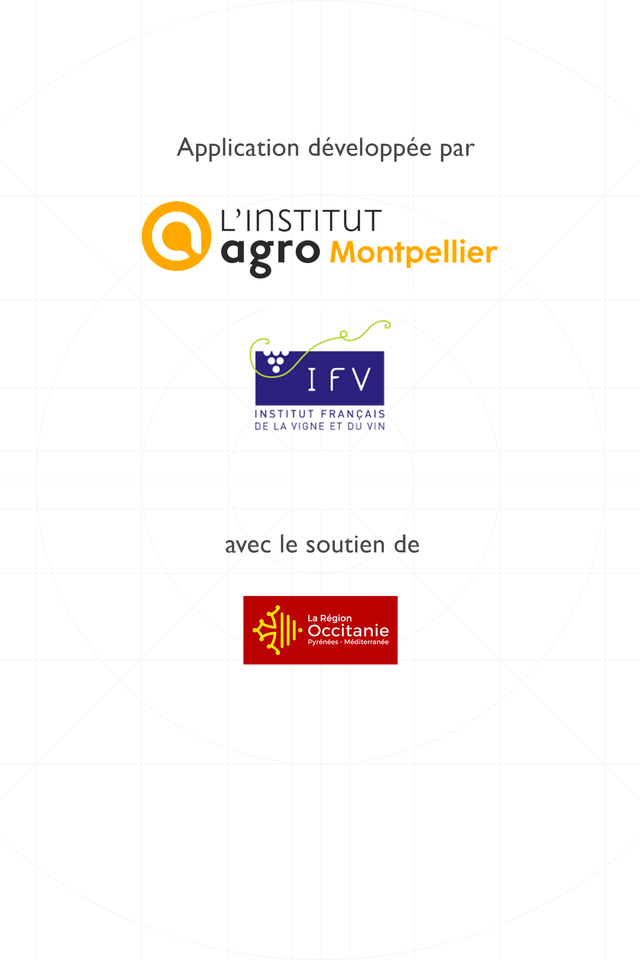 Application développée par
L'INSTITUT
agro Montpellier
IFV
INSTITUT FRANÇAIS
DE LA VIGNE ET DU VIN
avec le soutien de
La Région
Occitanie
Pyrénées - Méditerranée